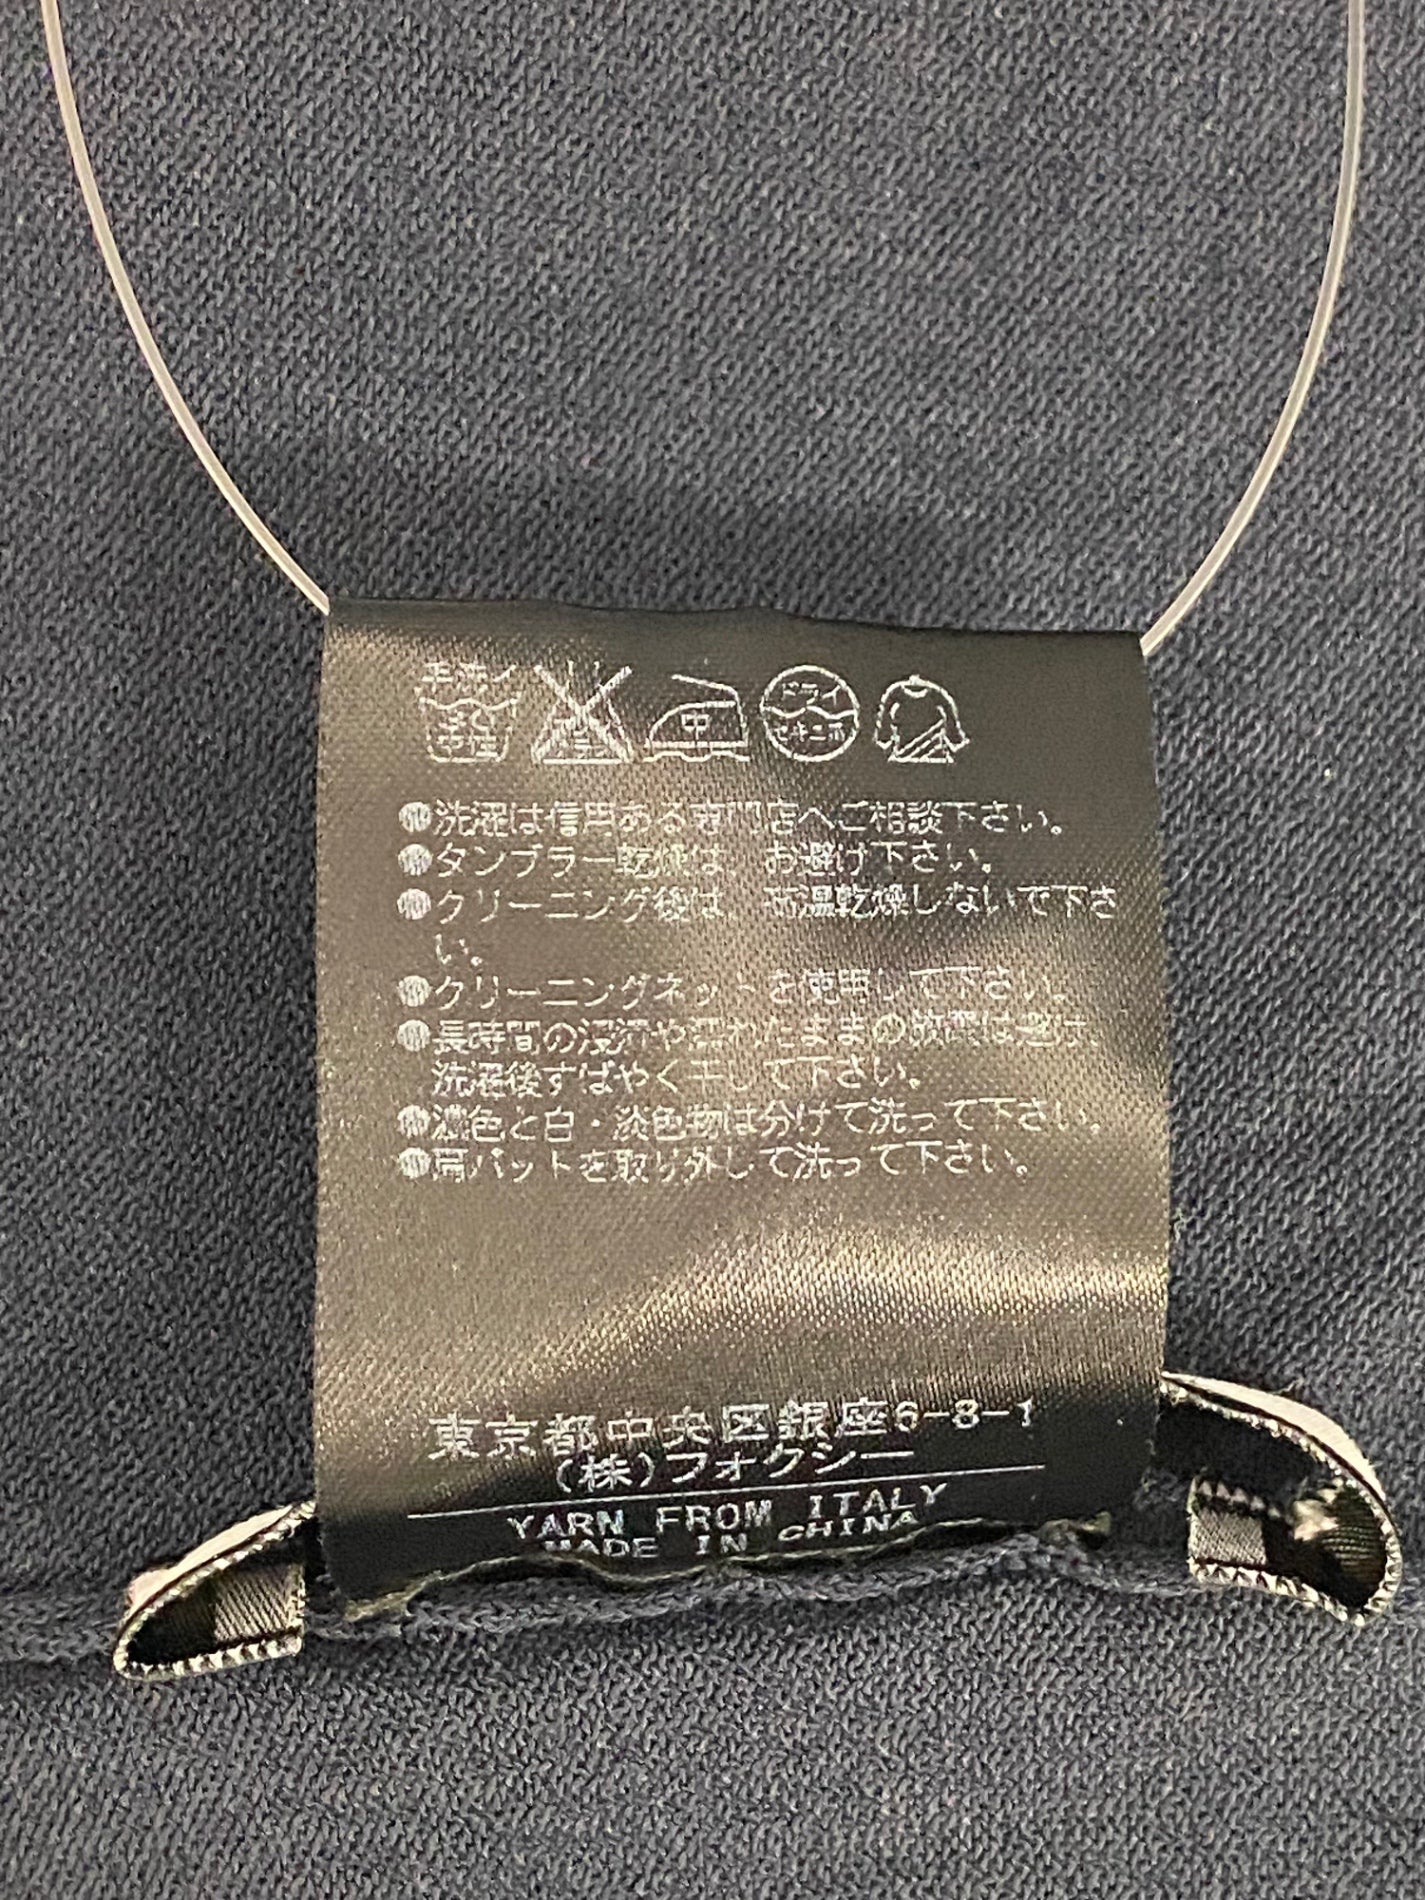 手洗イ 中 ドライ
中性 セキユ系
●洗濯は信用ある専門店へご相談下さい。
●タンブラー乾燥は、お避け下さい。
●クリーニング後は、高温乾燥しないで下さ
い。
●クリーニングネットを使用して下さい。
●長時間の浸漬や濡れたままの放置は避け
洗濯後すばやく干して下さい。
●濃色と白・淡色物は分けて洗って下さい。
●肩パットを取り外して洗って下さい。
東京都中央区銀座6-8-1
(株)フォクシー
YARN FROM ITALY
MADE IN CHINA